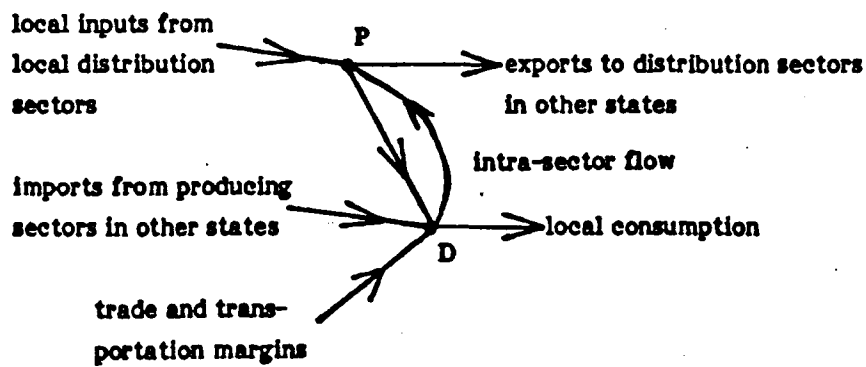 local inputs from
local distribution
sectors
P
exports to distribution sectors
in other states
intra-sector flow
imports from producing
sectors in other states
D
local consumption
trade and trans-
portation margins